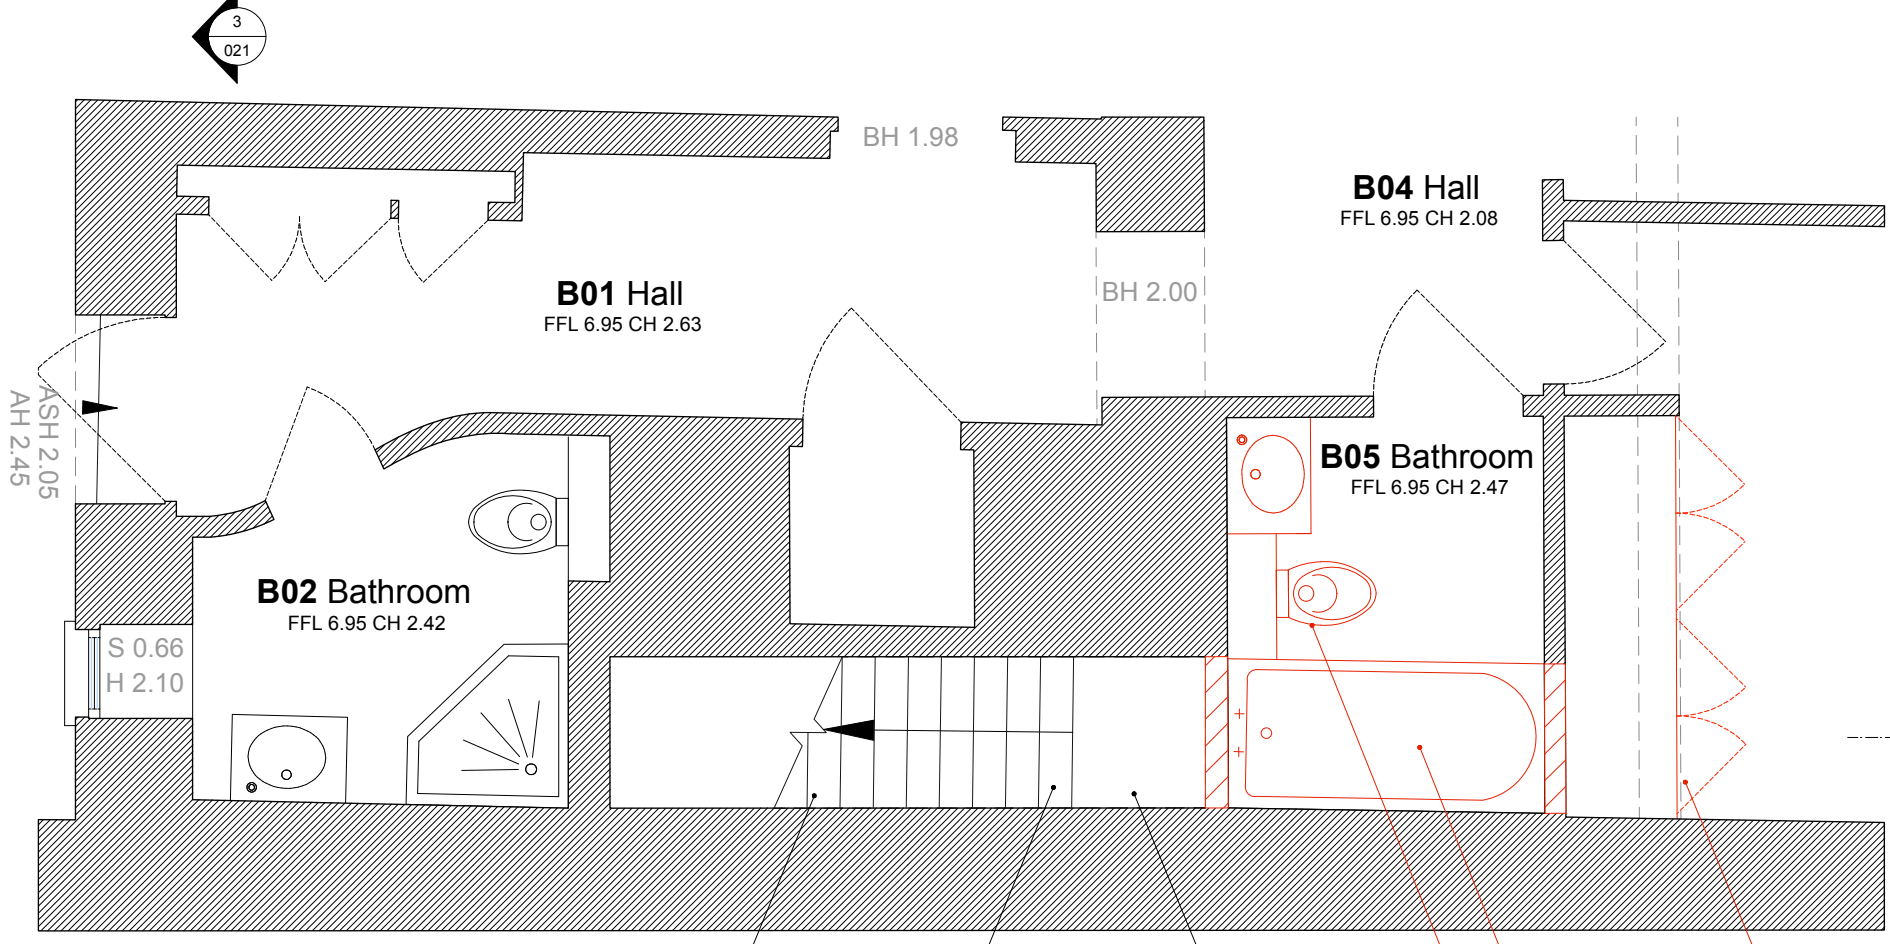 3
021
BH 1.98
B04 Hall
FFL 6.95 CH 2.08
B01 Hall
FFL 6.95 CH 2.63
BH 2.00
ASH 2.05
AH 2.45
B05 Bathroom
FFL 6.95 CH 2.47
B02 Bathroom
FFL 6.95 CH 2.42
S 0.66
H 2.10